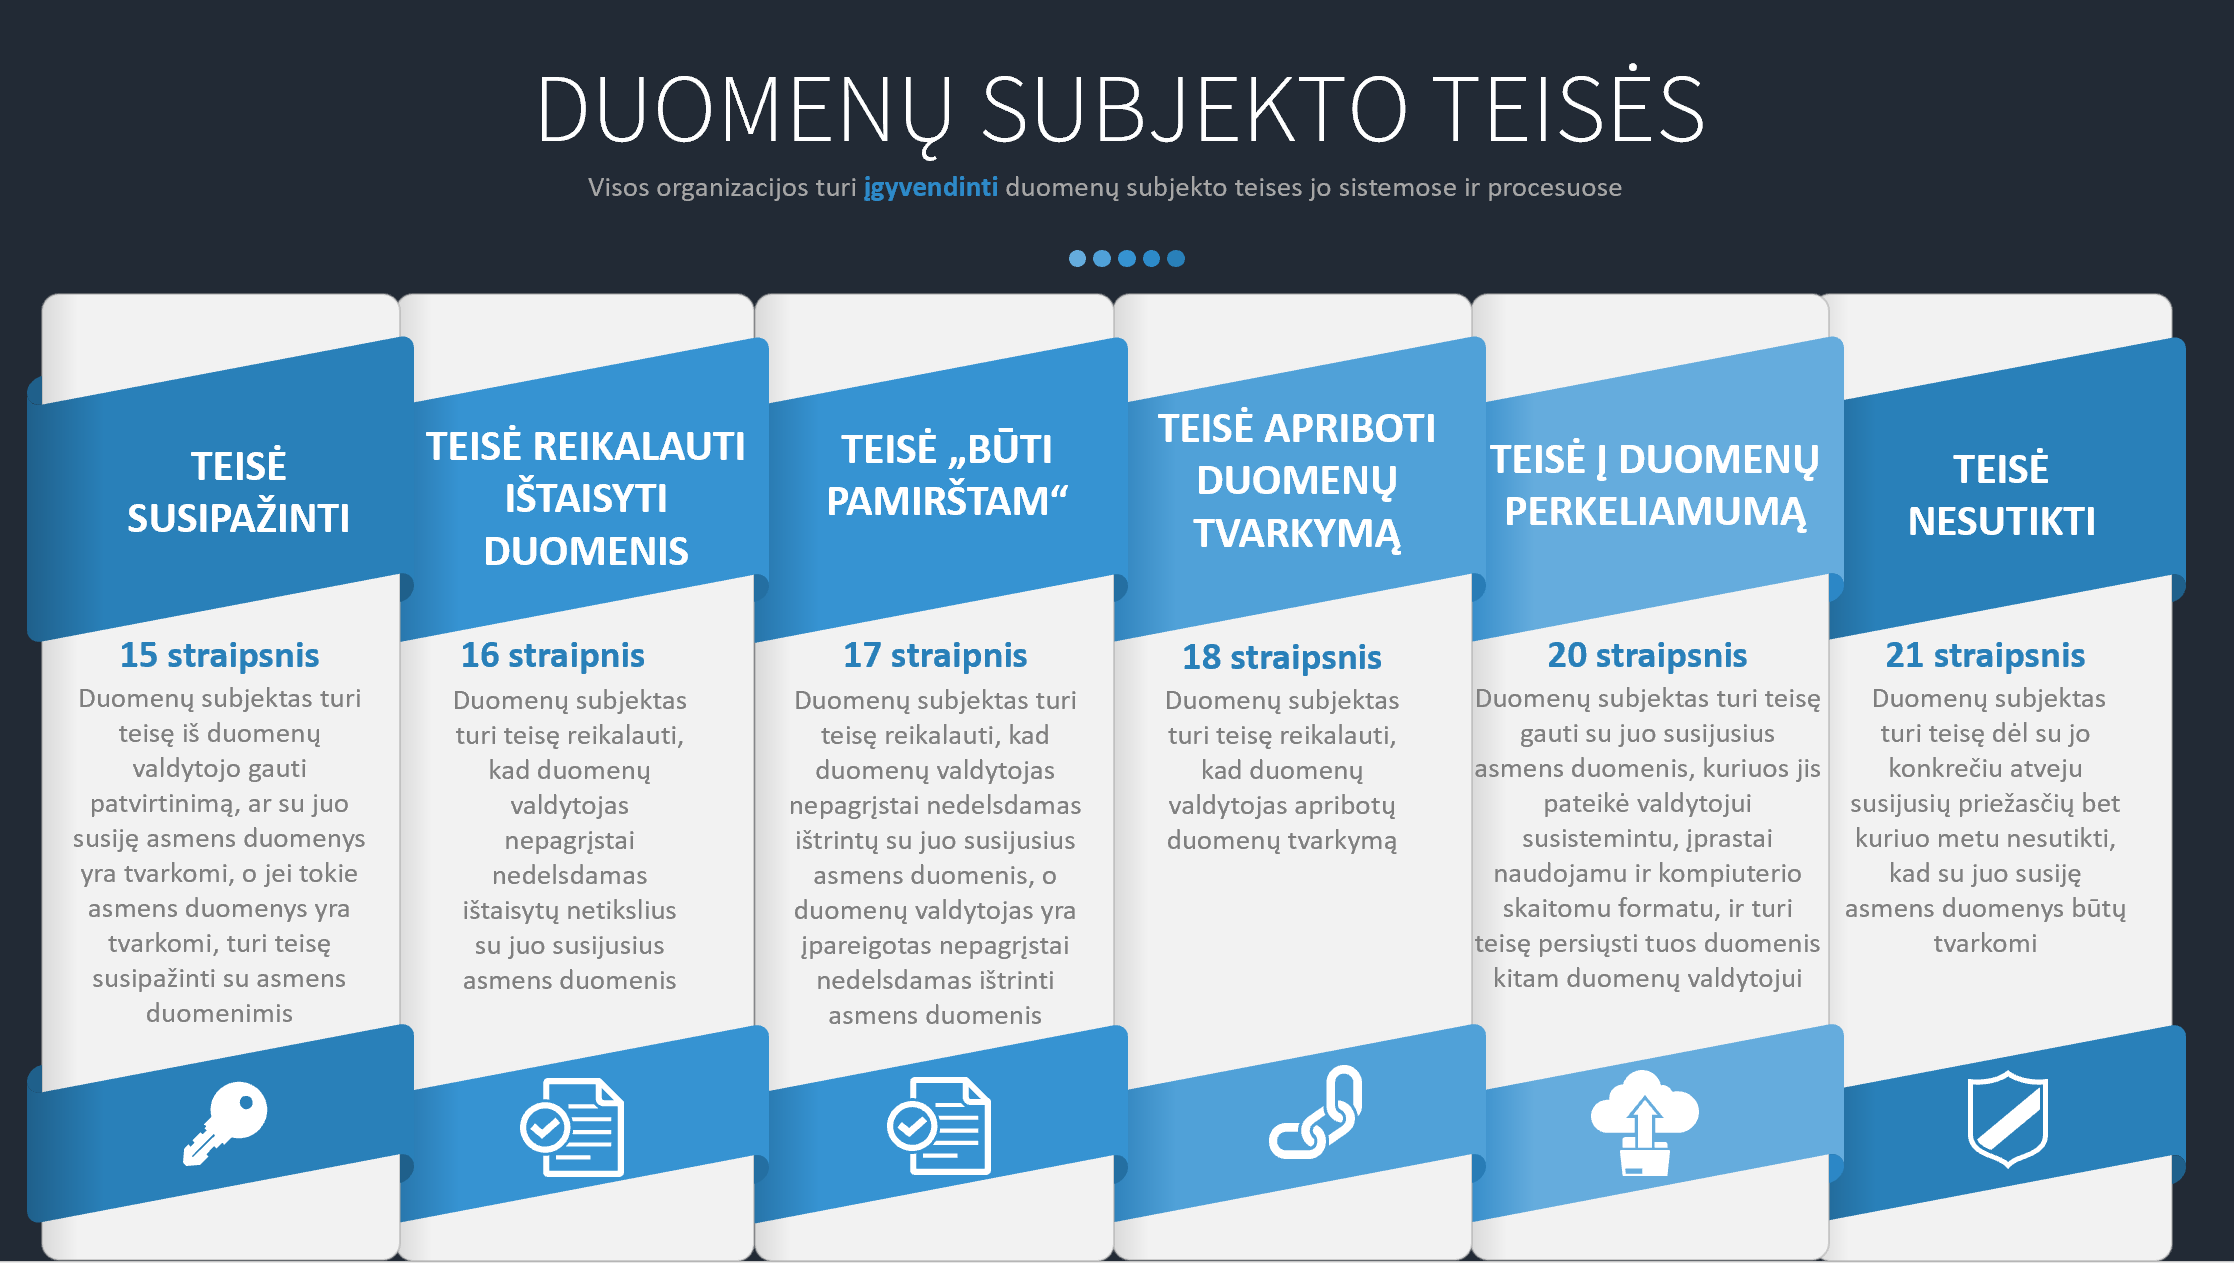 DUOMENŲ SUBJEKTO TEISĖS
Visos organizacijos turi įgyvendinti duomenų subjekto teises jo sistemose ir procesuose
TEISĖ
SUSIPAŽINTI
15 straipsnis
Duomenų subjektas turi
teisę iš duomenų
valdytojo gauti
patvirtinimą, ar su juo
susiję asmens duomenys
yra tvarkomi, o jei tokie
asmens duomenys yra
tvarkomi, turi teisę
susipažinti su asmens
duomenimis
TEISĖ REIKALAUTI
IŠTAISYTI
DUOMENIS
16 straipnis
Duomenų subjektas
turi teisę reikalauti,
kad duomenų
valdytojas
nepagrįstai
nedelsdamas
ištaisytų netikslius
su juo susijusius
asmens duomenis
TEISĖ „BŪTI
PAMIRŠTAM“
17 straipnis
Duomenų subjektas turi
teisę reikalauti, kad
duomenų valdytojas
nepagrįstai nedelsdamas
ištrintų su juo susijusius
asmens duomenis, o
duomenų valdytojas yra
įpareigotas nepagrįstai
nedelsdamas ištrinti
asmens duomenis
TEISĖ APRIBOTI
DUOMENŲ
TVARKYMĄ
18 straipsnis
Duomenų subjektas
turi teisę reikalauti,
kad duomenų
valdytojas apribotų
duomenų tvarkymą
TEISĖ Į DUOMENŲ
PERKELIAMUMĄ
20 straipsnis
Duomenų subjektas turi teisę
gauti su juo susijusius
asmens duomenis, kuriuos jis
pateikė valdytojui
susistemintu, įprastai
naudojamu ir kompiuterio
skaitomu formatu, ir turi
teisę persiųsti tuos duomenis
kitam duomenų valdytojui
TEISĖ
NESUTIKTI
21 straipsnis
Duomenų subjektas
turi teisę dėl su jo
konkrečiu atveju
susijusių priežasčių bet
kuriuo metu nesutikti,
kad su juo susiję
asmens duomenys būtų
tvarkomi